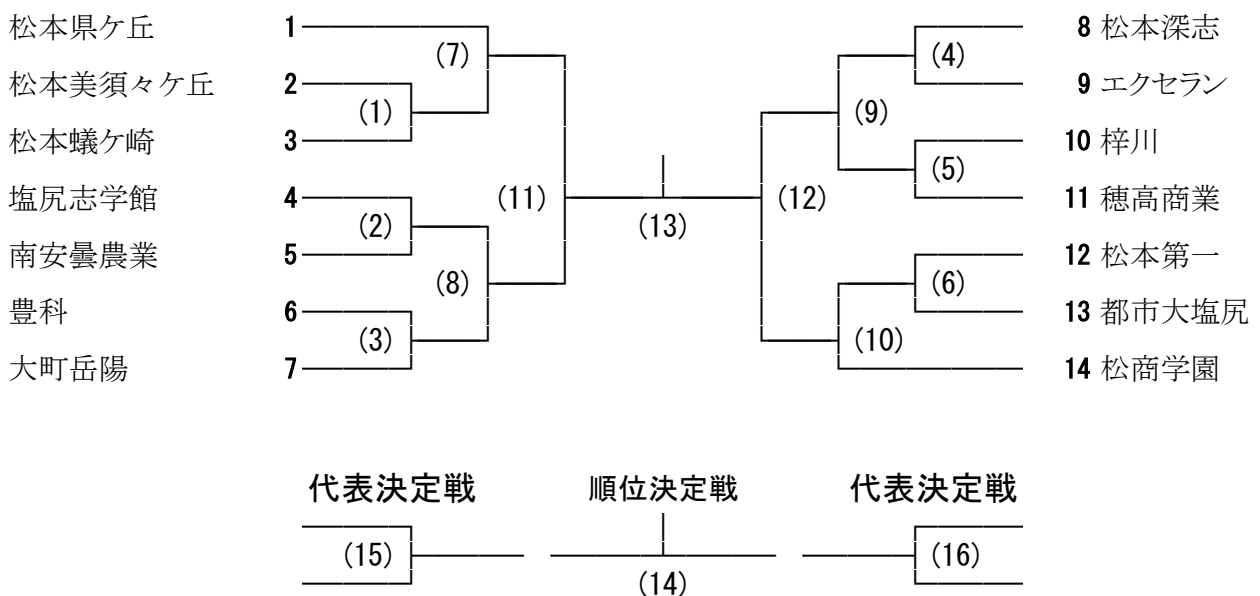 松本県ケ丘 1 8 松本深志
(7) (4)
松本美須々ケ丘 2 9 エクセラン
(1) (9)
松本蟻ケ崎 3 10 梓川
(5)
塩尻志学館 4 (11) (12) 11 穂高商業
(2) (13)
南安曇農業 5 12 松本第一
(8) (6)
豊科 6 13 都市大塩尻
(3) (10)
大町岳陽 7 14 松商学園
代表決定戦 順位決定戦 代表決定戦
(15) (16)
(14)